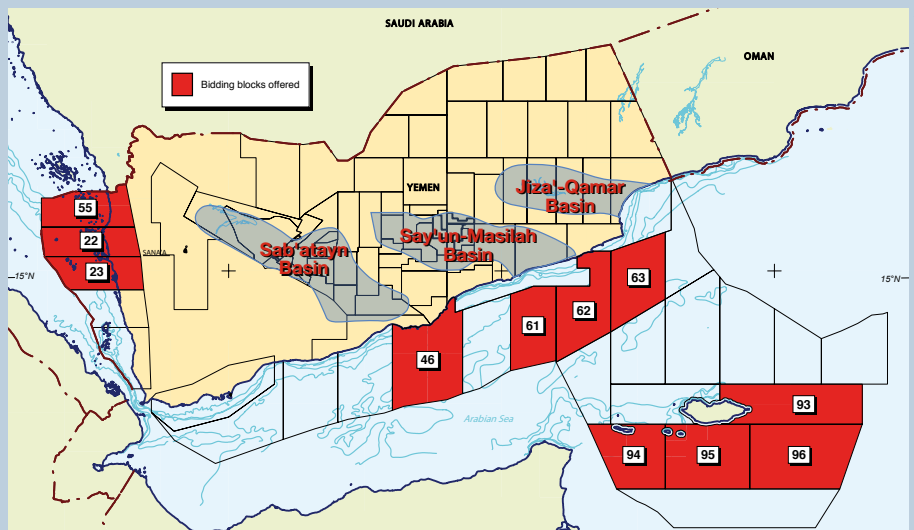 SAUDI ARABIA
OMAN
Bidding blocks offered
YEMEN
Jiza'-Qamar
Basin
55
Say'un-Masilah
Basin
22
SANA'A
Sab'atayn
Basin
23
15°N
15°N
63
62
61
46
93
Arabian Sea
94
95
96